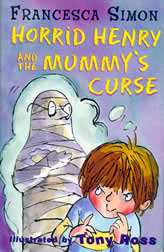 FRANCESCA SIMON
HORRID HENRY
AND THE MUMMY'S
CURSE
Illustrated by Tony Ross